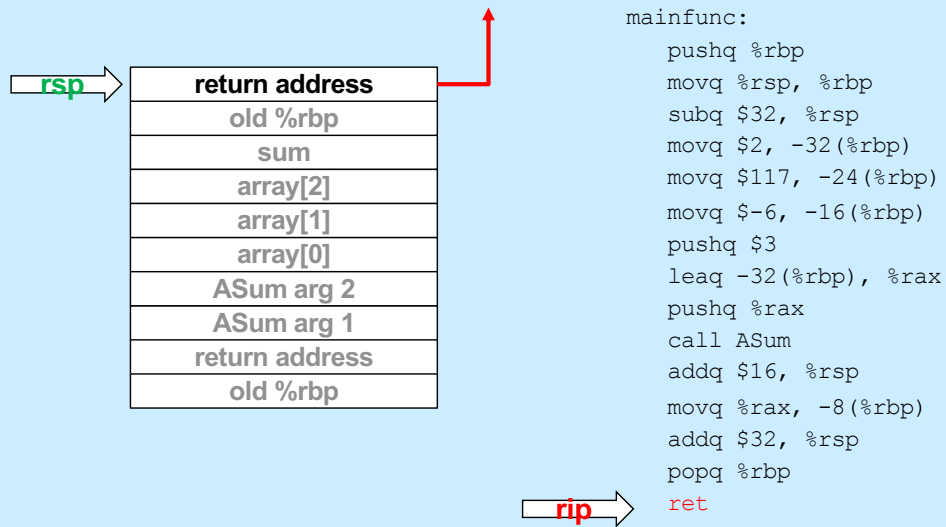 rsp
return address
old %rbp
sum
array[2]
array[1]
array[0]
ASum arg 2
ASum arg 1
return address
old %rbp
mainfunc:
pushq %rbp
movq %rsp, %rbp
subq $32, %rsp
movq $2, -32(%rbp)
movq $117, -24(%rbp)
movq $-6, -16(%rbp)
pushq $3
leaq -32(%rbp), %rax
pushq %rax
call ASum
addq $16, %rsp
movq %rax, -8(%rbp)
addq $32, %rsp
popq %rbp
rip
ret